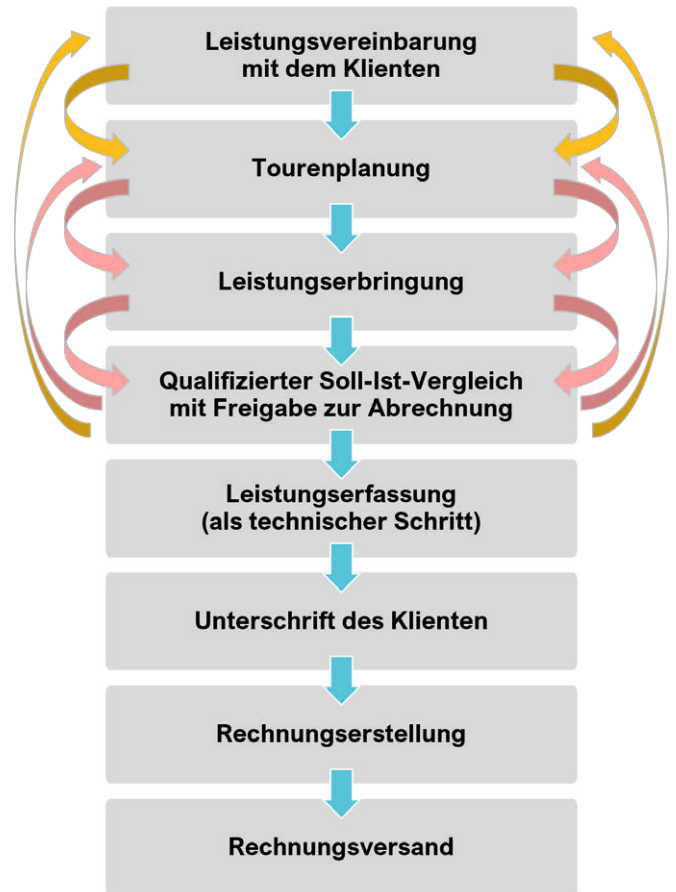 Leistungsvereinbarung
mit dem Klienten
Tourenplanung
Leistungserbringung
Qualifizierter Soll-Ist-Vergleich
mit Freigabe zur Abrechnung
Leistungserfassung
(als technischer Schritt)
Unterschrift des Klienten
Rechnungserstellung
Rechnungsversand